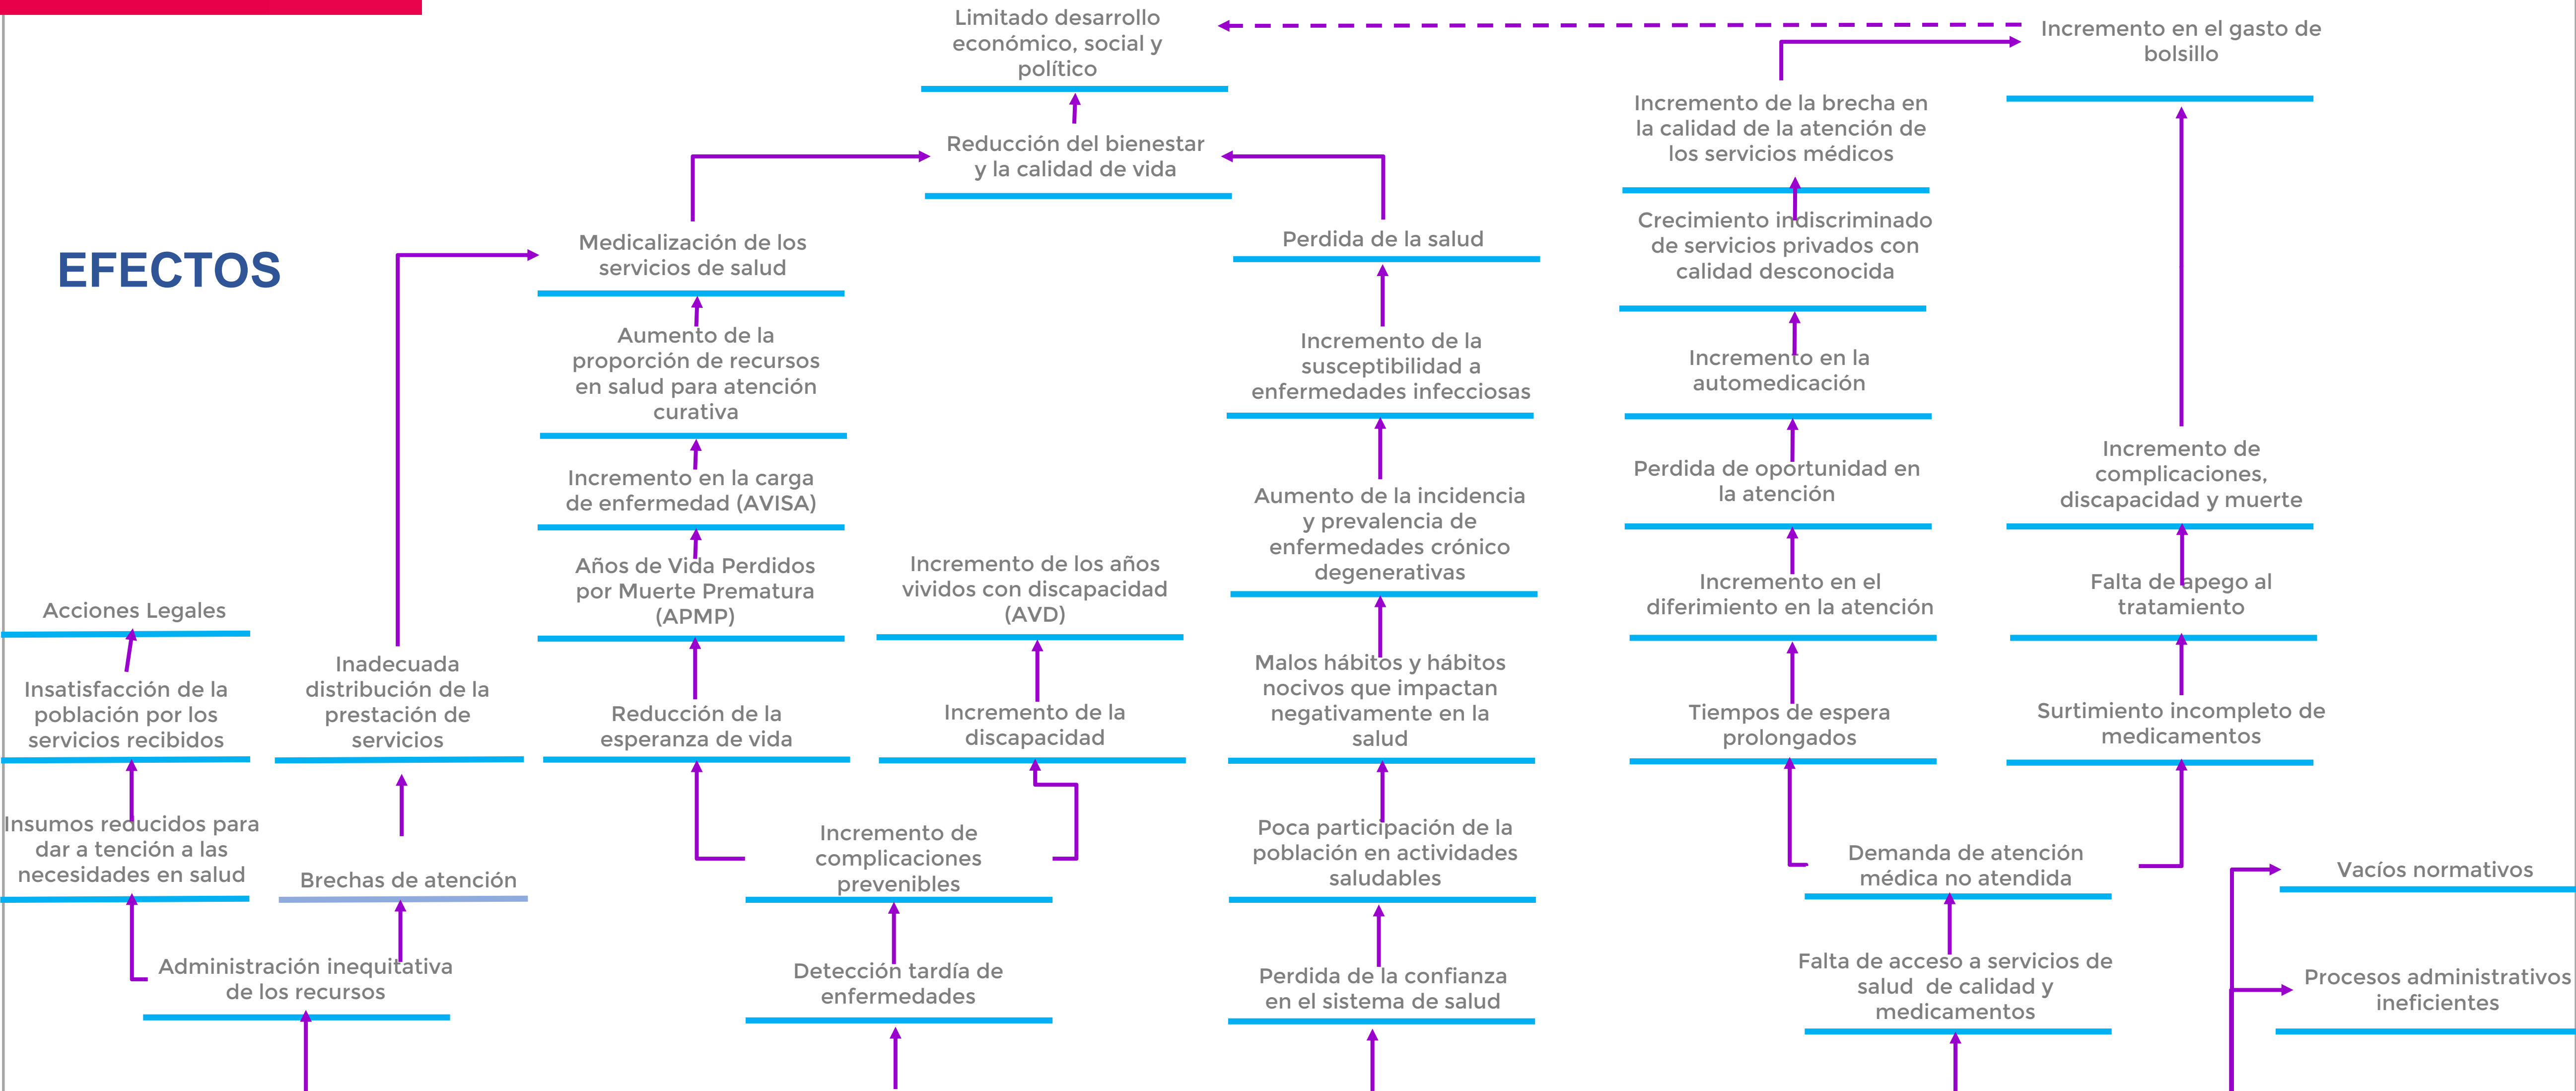 Limitado desarrollo
económico, social y
político
Incremento en el gasto de
bolsillo
Reducción del bienestar
y la calidad de vida
Incremento de la brecha en
la calidad de la atención de
los servicios médicos
EFECTOS
Medicalización de los
servicios de salud
Perdida de la salud
Crecimiento indiscriminado
de servicios privados con
calidad desconocida
Aumento de la
proporción de recursos
en salud para atención
curativa
Incremento de la
susceptibilidad a
enfermedades infecciosas
Incremento en la
automedicación
Incremento en la carga
de enfermedad (AVISA)
Aumento de la incidencia
y prevalencia de
enfermedades crónico
degenerativas
Perdida de oportunidad en
la atención
Incremento de
complicaciones,
discapacidad y muerte
Acciones Legales
Años de Vida Perdidos
por Muerte Prematura
(APMP)
Incremento de los años
vividos con discapacidad
(AVD)
Incremento en el
diferimiento en la atención
Falta de apego al
tratamiento
Insatisfacción de la
población por los
servicios recibidos
Inadecuada
distribución de la
prestación de
servicios
Reducción de la
esperanza de vida
Incremento de la
discapacidad
Malos hábitos y hábitos
nocivos que impactan
negativamente en la
salud
Tiempos de espera
prolongados
Surtimiento incompleto de
medicamentos
Insumos reducidos para
dar a tención a las
necesidades en salud
Brechas de atención
Incremento de
complicaciones
prevenibles
Poca participación de la
población en actividades
saludables
Demanda de atención
médica no atendida
Vacíos normativos
Administración inequitativa
de los recursos
Detección tardía de
enfermedades
Perdida de la confianza
en el sistema de salud
Falta de acceso a servicios de
salud de calidad y
medicamentos
Procesos administrativos
ineficientes